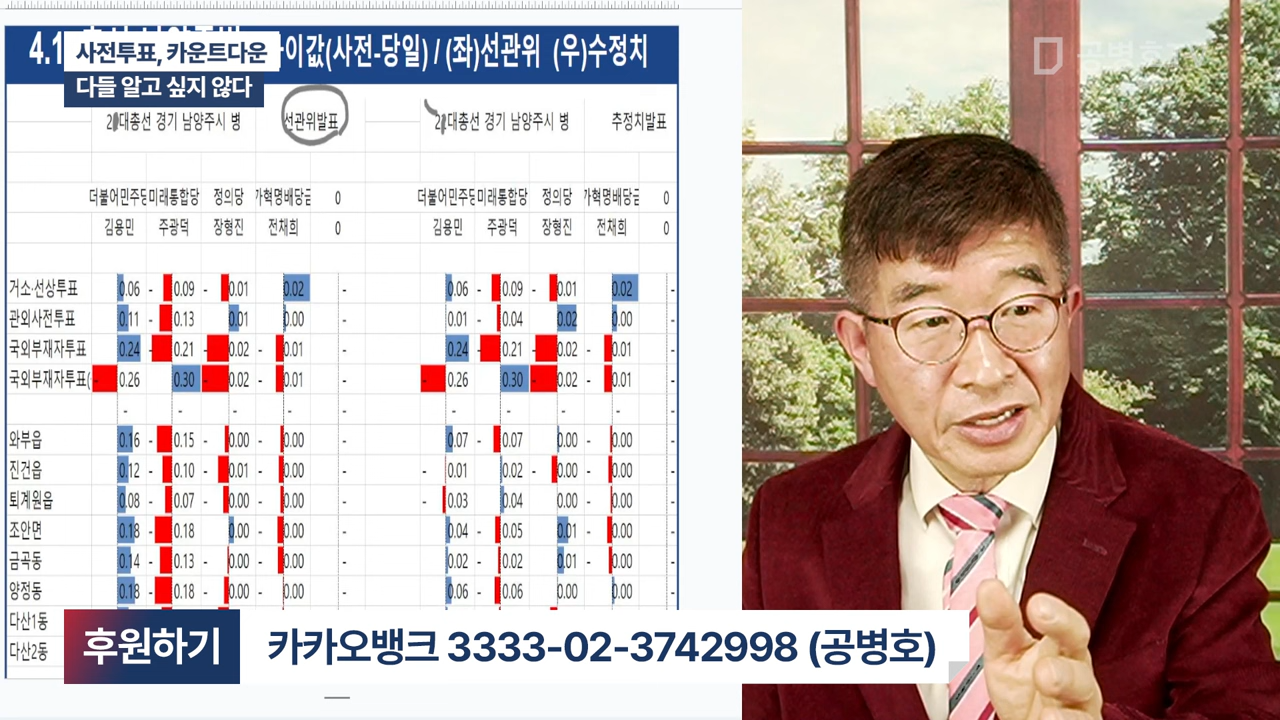 사전투표, 카운트다운
다들 알고 싶지 않다
4.1 이값(사전-당일) / (좌)선관위 (우)수정치
공병호
대총선 경기 남양주시 병 선관위발표 대총선 경기 남양주시 병 추정치발표
더불어민주당 미래통합당 정의당 가혁명배당금 0 더불어민주당 미래통합당 정의당 가혁명배당금 0
김용민 주광덕 장형진 전채희 0 김용민 주광덕 장형진 전채희 0
거소·선상투표 0.06 - 0.09 - 0.01 0.02 - 0.06 - 0.09 - 0.01 0.02 -
관외사전투표 0.11 - 0.13 0.01 0.00 - 0.01 - 0.04 0.02 0.00 -
국외부재자투표 0.24 - 0.21 - 0.02 - 0.01 - 0.24 - 0.21 - 0.02 - 0.01 -
국외부재자투표( - 0.26 0.30 - 0.02 - 0.01 - - 0.26 0.30 - 0.02 - 0.01 -
- - - - - - - -
와부읍 0.16 - 0.15 - 0.00 - 0.00 - 0.07 - 0.07 0.00 - 0.00 -
진건읍 0.12 - 0.10 - 0.01 - 0.00 - - 0.01 0.02 - 0.00 - 0.00 -
퇴계원읍 0.08 - 0.07 - 0.00 - 0.00 - - 0.03 0.04 - 0.00 - 0.00 -
조안면 0.18 - 0.18 0.00 - 0.00 - 0.04 - 0.05 0.01 - 0.00 -
금곡동 0.14 - 0.13 - 0.00 - 0.00 - 0.02 - 0.02 0.01 - 0.00 -
양정동 0.18 - 0.18 - 0.00 - 0.00 - 0.06 - 0.06 - 0.00 0.00 -
다산1동
다산2동
후원하기 카카오뱅크 3333-02-3742998 (공병호)